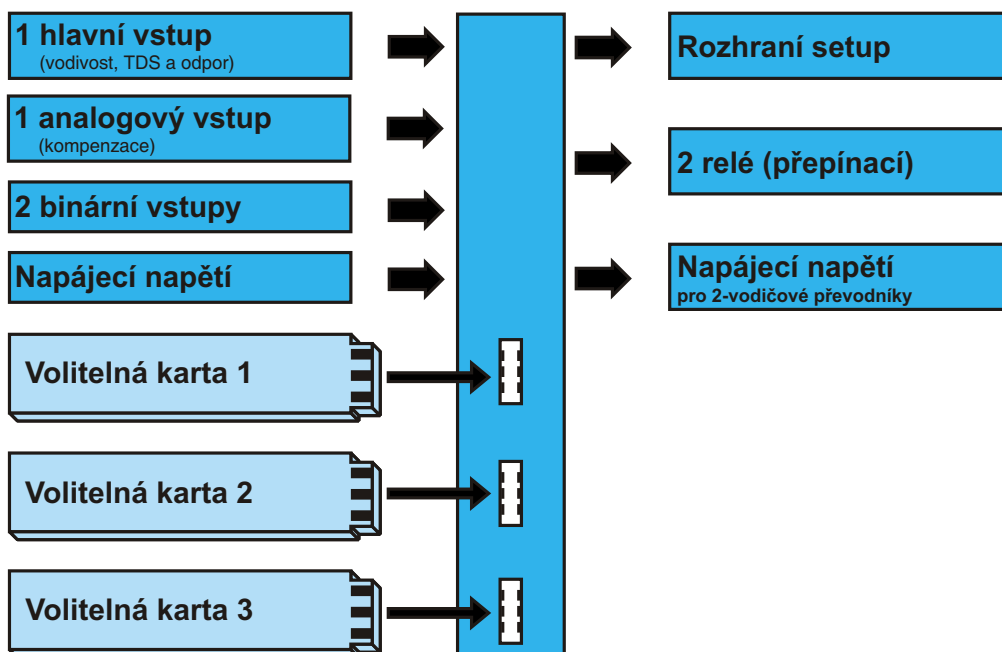 1 hlavní vstup
(vodivost, TDS a odpor)
1 analogový vstup
(kompenzace)
2 binární vstupy
Napájecí napětí
Volitelná karta 1
Volitelná karta 2
Volitelná karta 3
Rozhraní setup
2 relé (přepínací)
Napájecí napětí
pro 2-vodičové převodníky